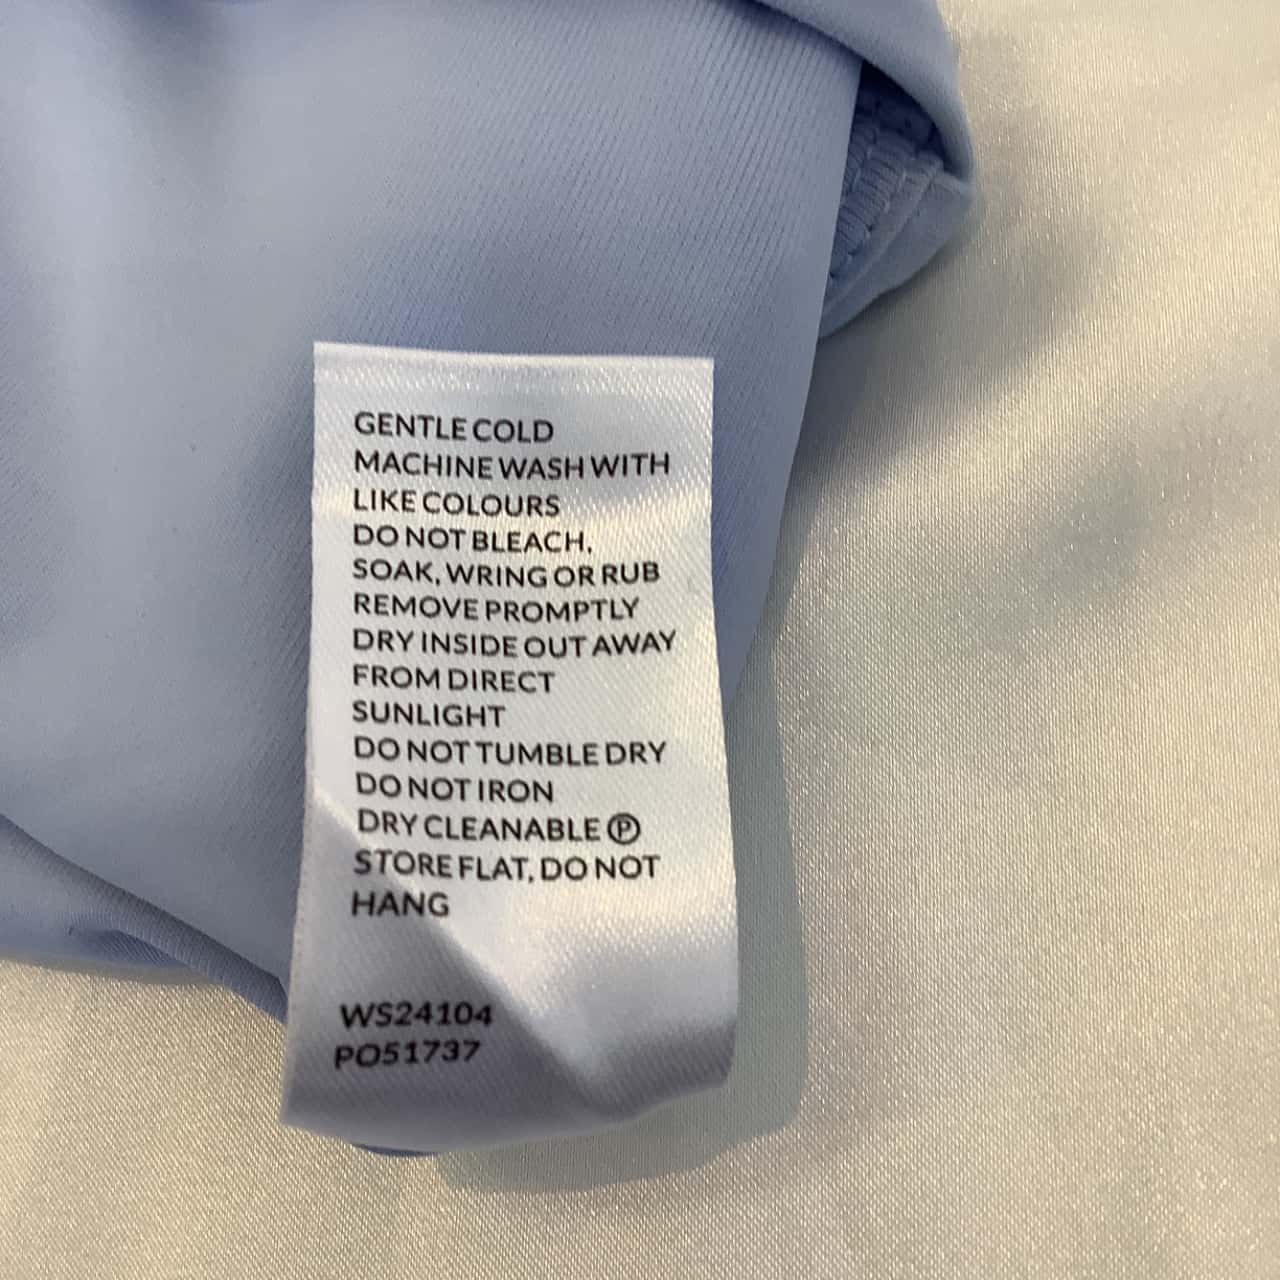 GENTLE COLD
MACHINE WASH WITH
LIKE COLOURS
DO NOT BLEACH,
SOAK, WRING OR RUB
REMOVE PROMPTLY
DRY INSIDE OUT AWAY
FROM DIRECT
SUNLIGHT
DO NOT TUMBLE DRY
DO NOT IRON
DRY CLEANABLE Ⓟ
STORE FLAT, DO NOT
HANG
WS24104
PO51737